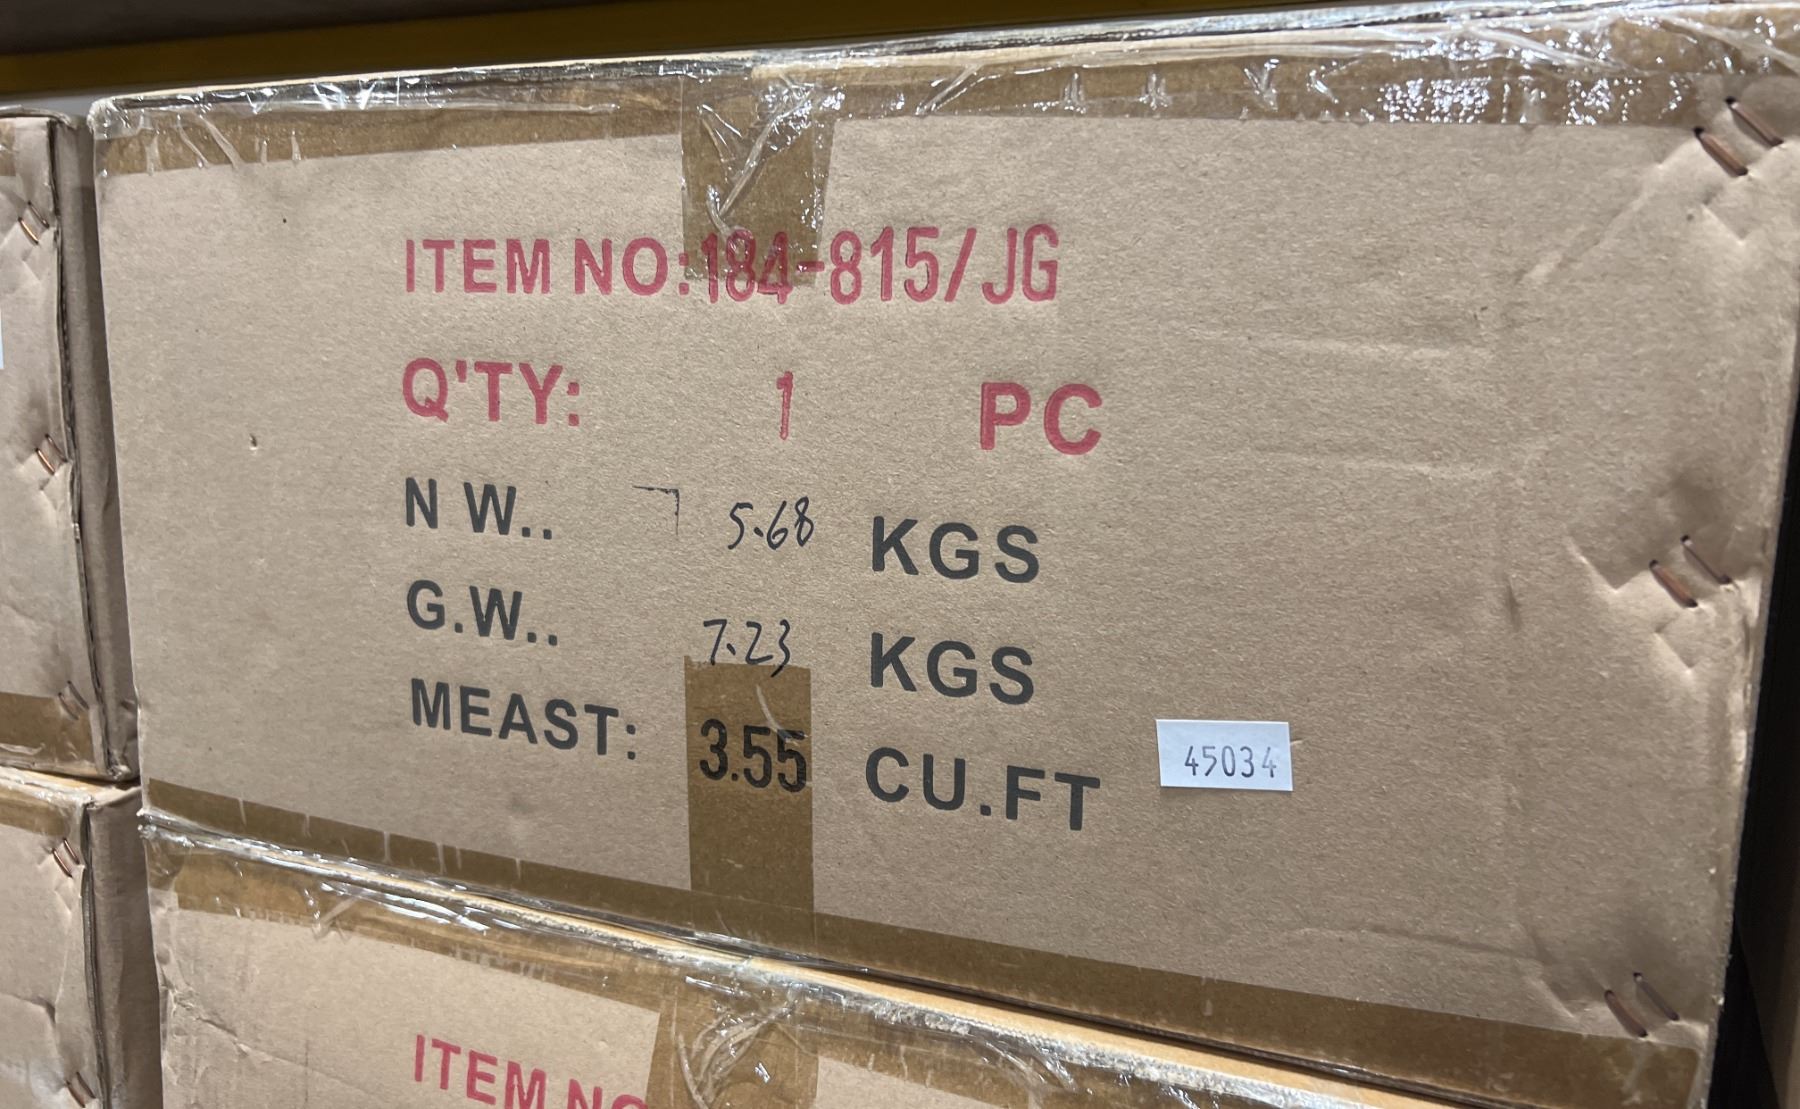 ITEM NO:184-815/JG
Q'TY: 1 PC
N W.. 5.68 KGS
G.W.. 7.23 KGS
MEAST: 3.55 CU.FT
45034
ITEM NO